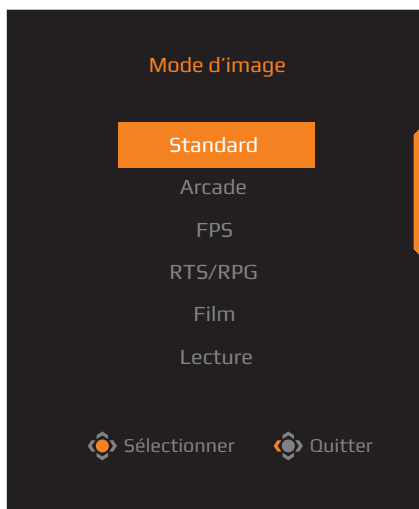 Mode d’image
Standard
Arcade
FPS
RTS/RPG
Film
Lecture
Sélectionner Quitter